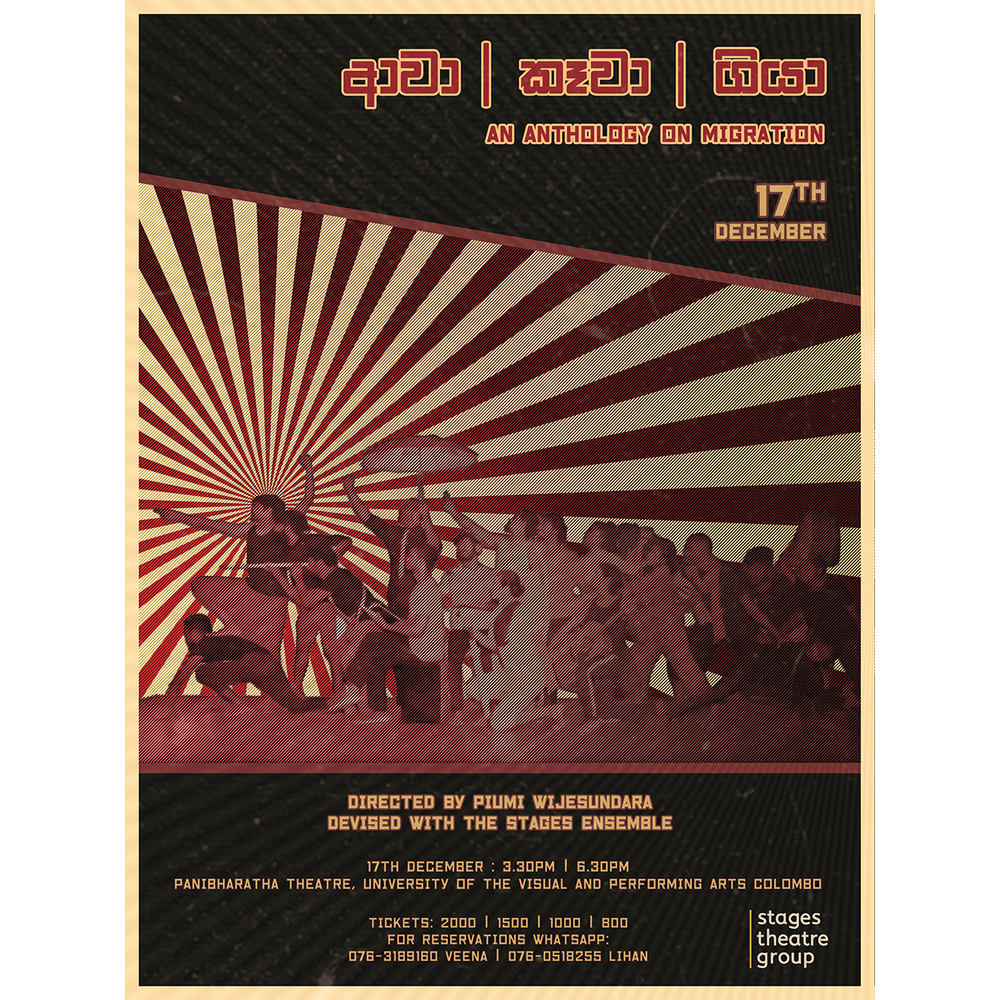 ආවා | කෑවා | ගියා
AN ANTHOLOGY ON MIGRATION
17TH
DECEMBER
DIRECTED BY PIUMI WIJESUNDARA
DEVISED WITH THE STAGES ENSEMBLE
17TH DECEMBER : 3.30PM | 6.30PM
PANIBHARATHA THEATRE, UNIVERSITY OF THE VISUAL AND PERFORMING ARTS COLOMBO
TICKETS: 2000 | 1500 | 1000 | 800
FOR RESERVATIONS WHATSAPP:
076-3189160 VEENA | 076-0518255 LIHAN
stages
theatre
group